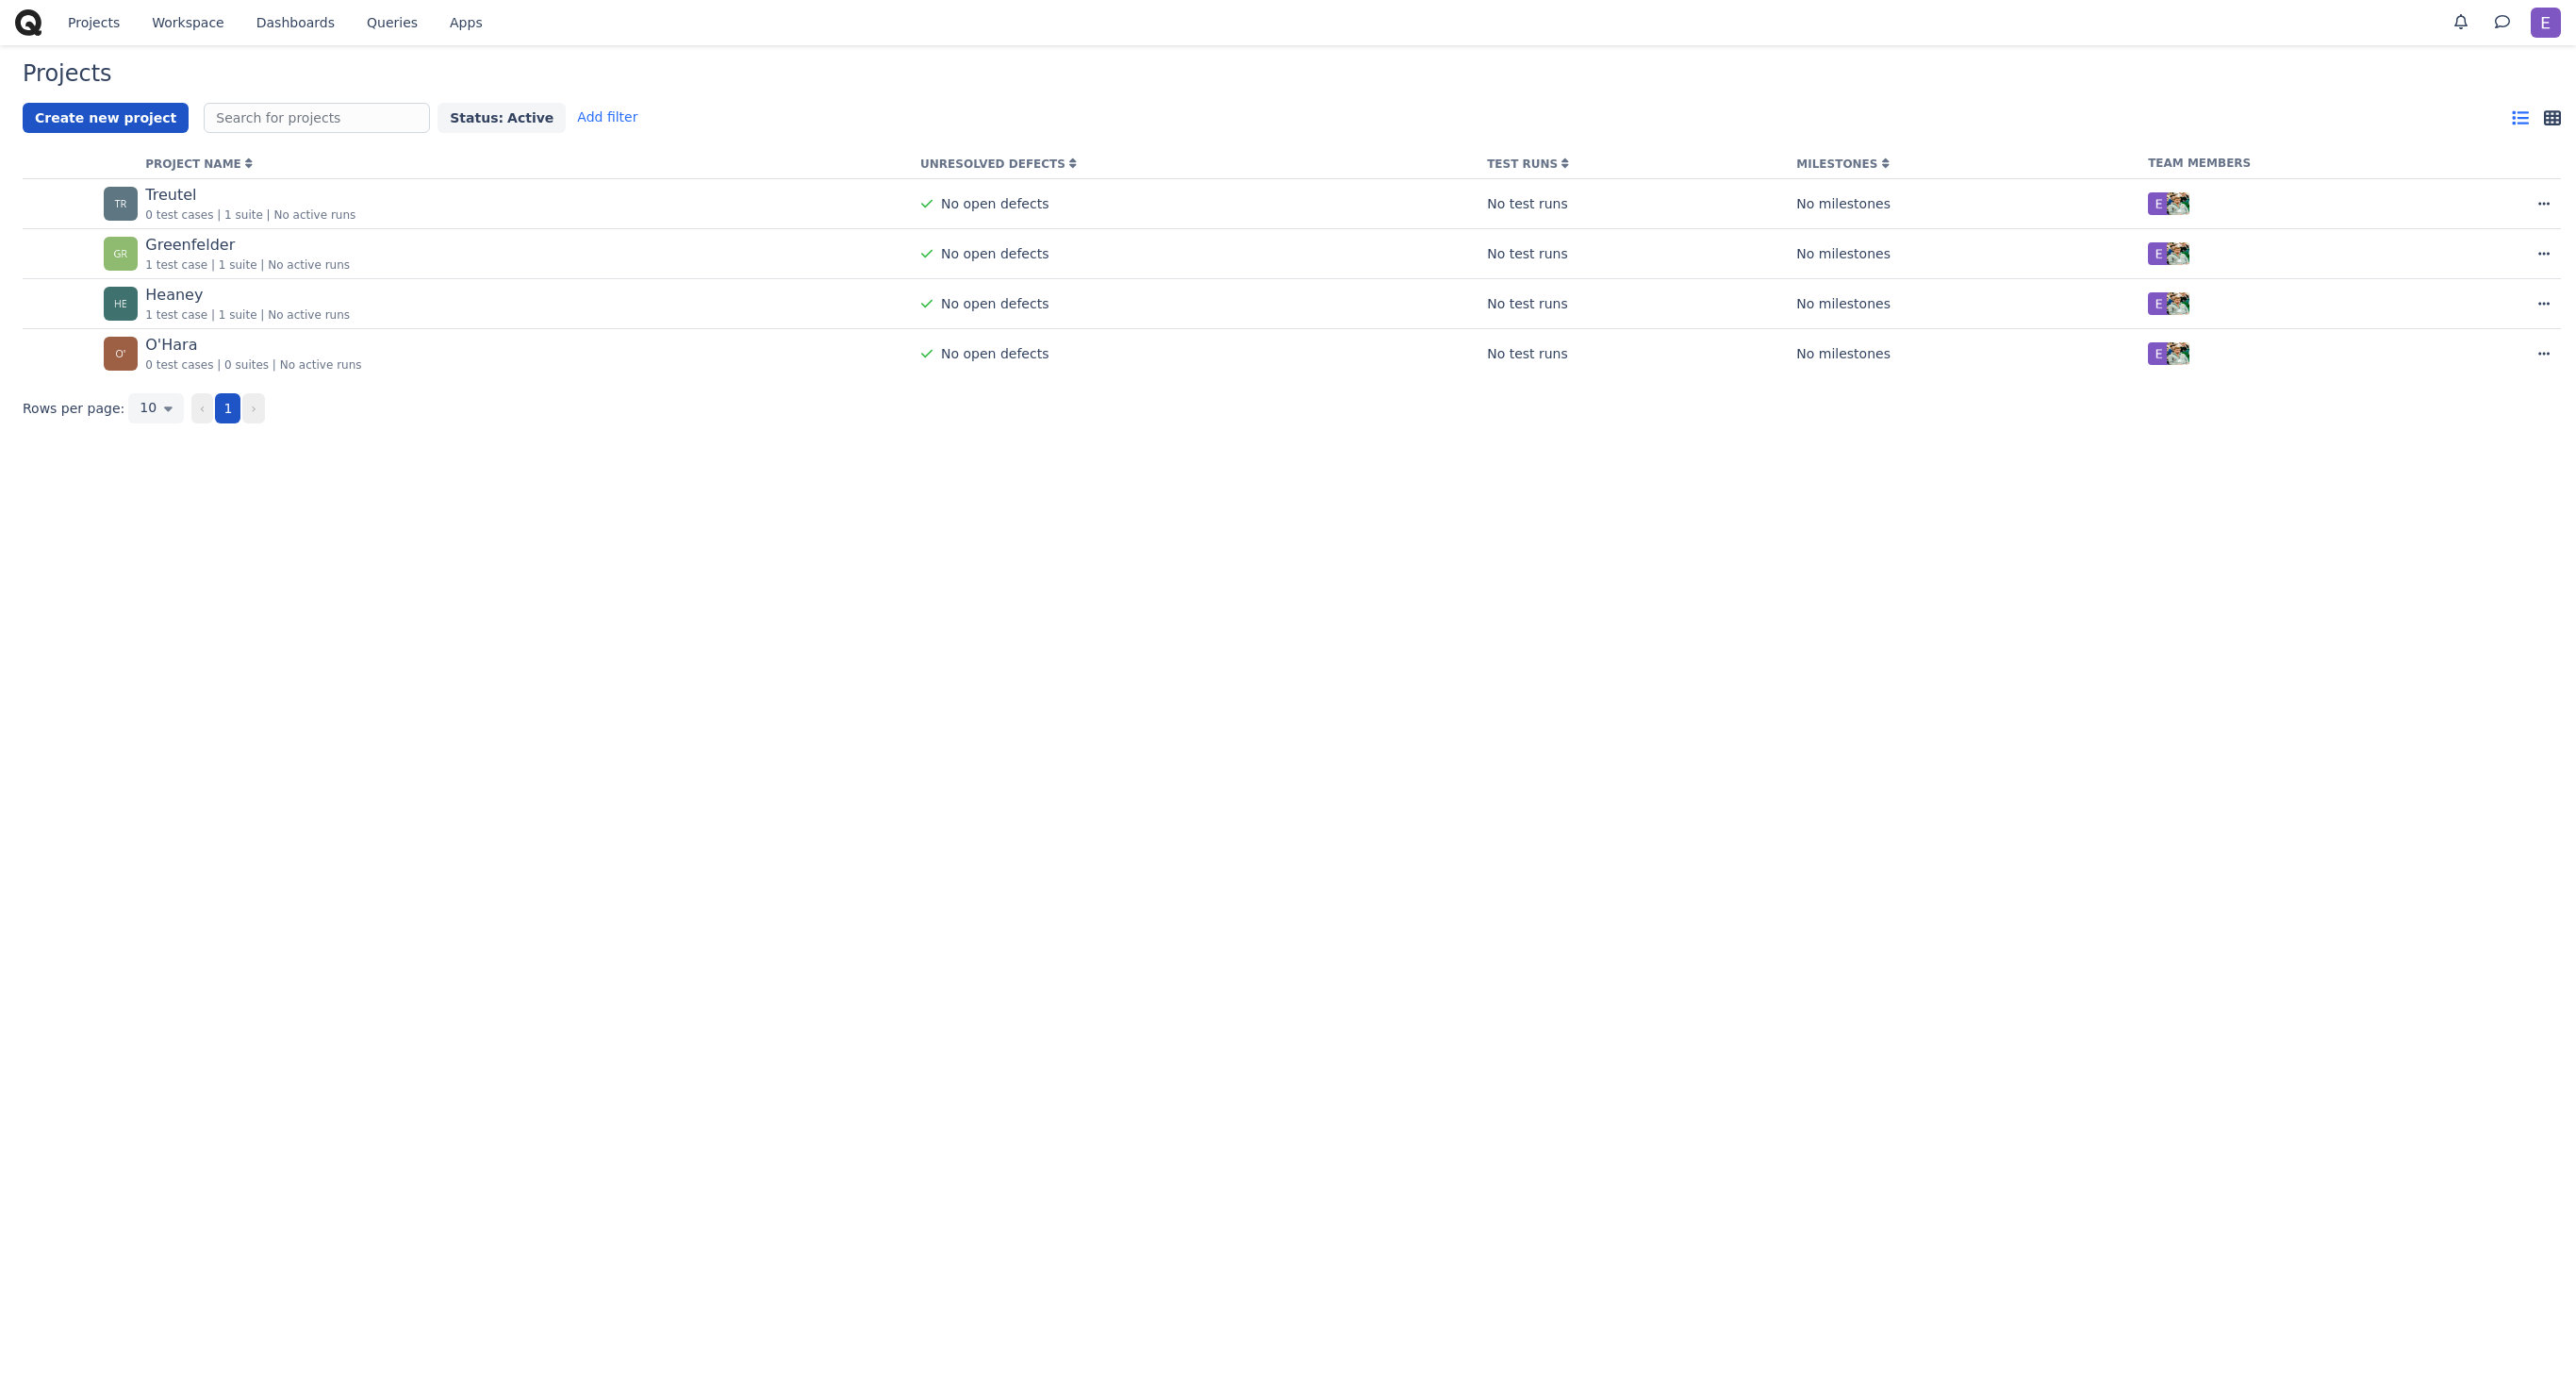 Projects Workspace Dashboards Queries Apps E
Projects
Create new project Search for projects Status: Active Add filter
PROJECT NAME UNRESOLVED DEFECTS TEST RUNS MILESTONES TEAM MEMBERS
TR Treutel No open defects No test runs No milestones E
0 test cases | 1 suite | No active runs
GR Greenfelder No open defects No test runs No milestones E
1 test case | 1 suite | No active runs
HE Heaney No open defects No test runs No milestones E
1 test case | 1 suite | No active runs
O' O'Hara No open defects No test runs No milestones E
0 test cases | 0 suites | No active runs
Rows per page: 10 ‹ 1 ›